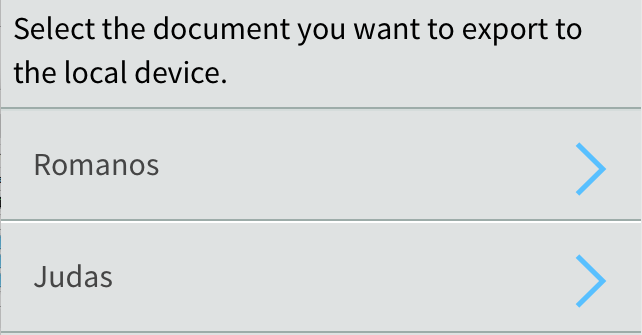 Select the document you want to export to
the local device.
Romanos
Judas